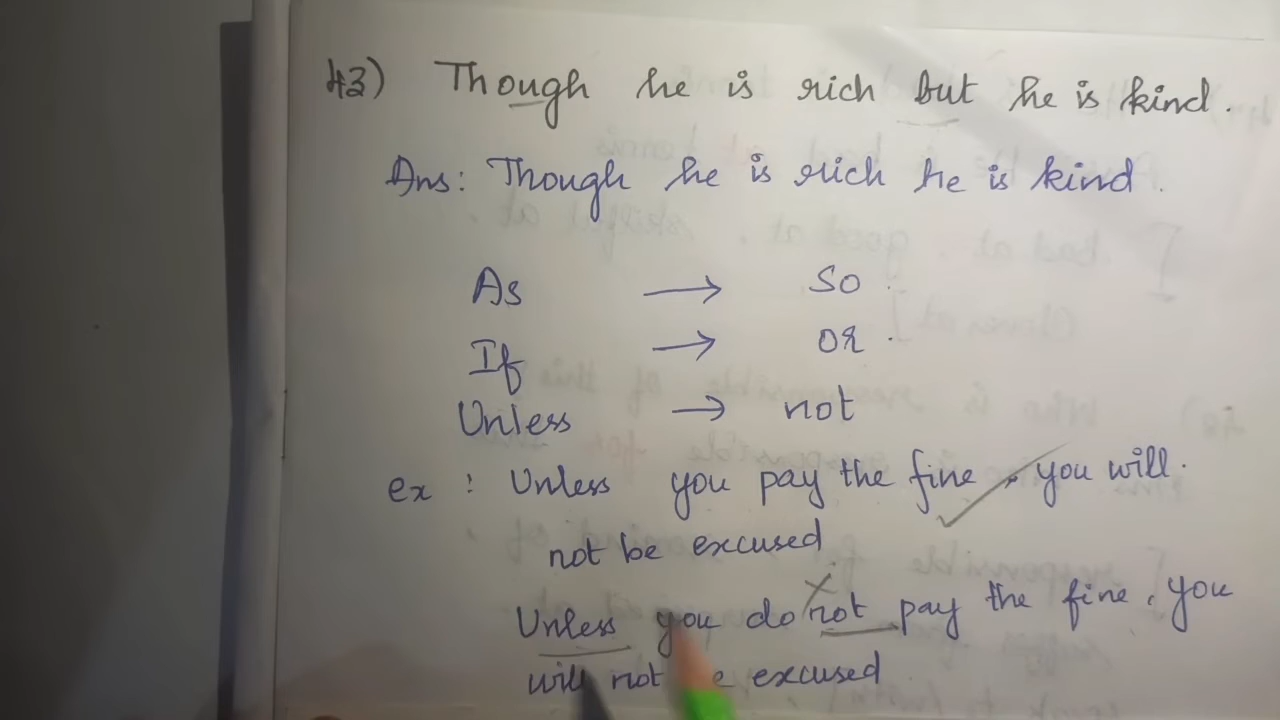 43) Though he is rich but he is kind.
Ans: Though he is rich he is kind.
As → so.
If → or.
Unless → not
ex : Unless you pay the fine, you will.
not be excused
Unless you do not pay the fine, you
will not be excused